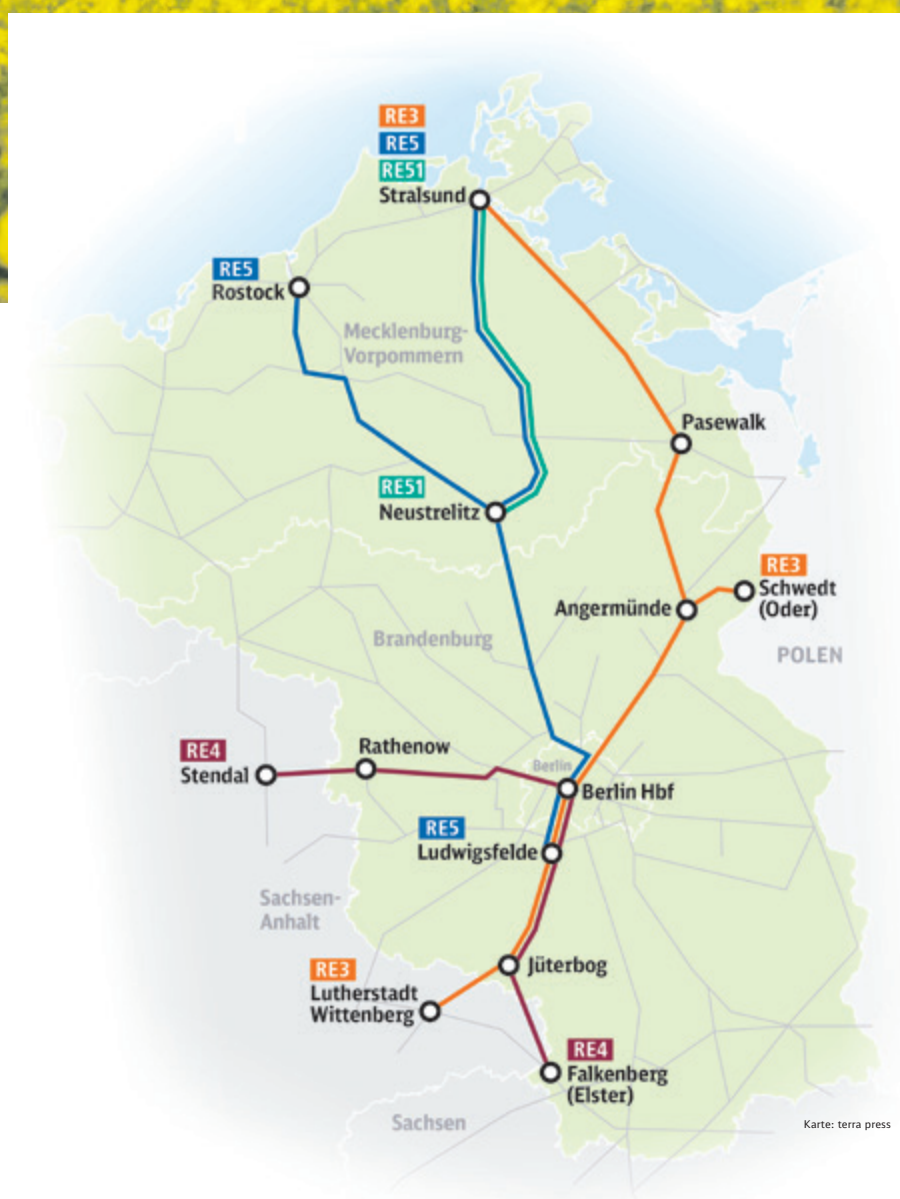 RE3
RE5
RE51
Stralsund
RE5
Rostock
Mecklenburg-
Vorpommern
Pasewalk
RE51
Neustrelitz
RE3
Schwedt
(Oder)
Angermünde
Brandenburg
POLEN
RE4
Stendal
Rathenow
Berlin
Berlin Hbf
RE5
Ludwigsfelde
Sachsen-
Anhalt
Jüterbog
RE3
Lutherstadt
Wittenberg
RE4
Falkenberg
(Elster)
Sachsen
Karte: terra press